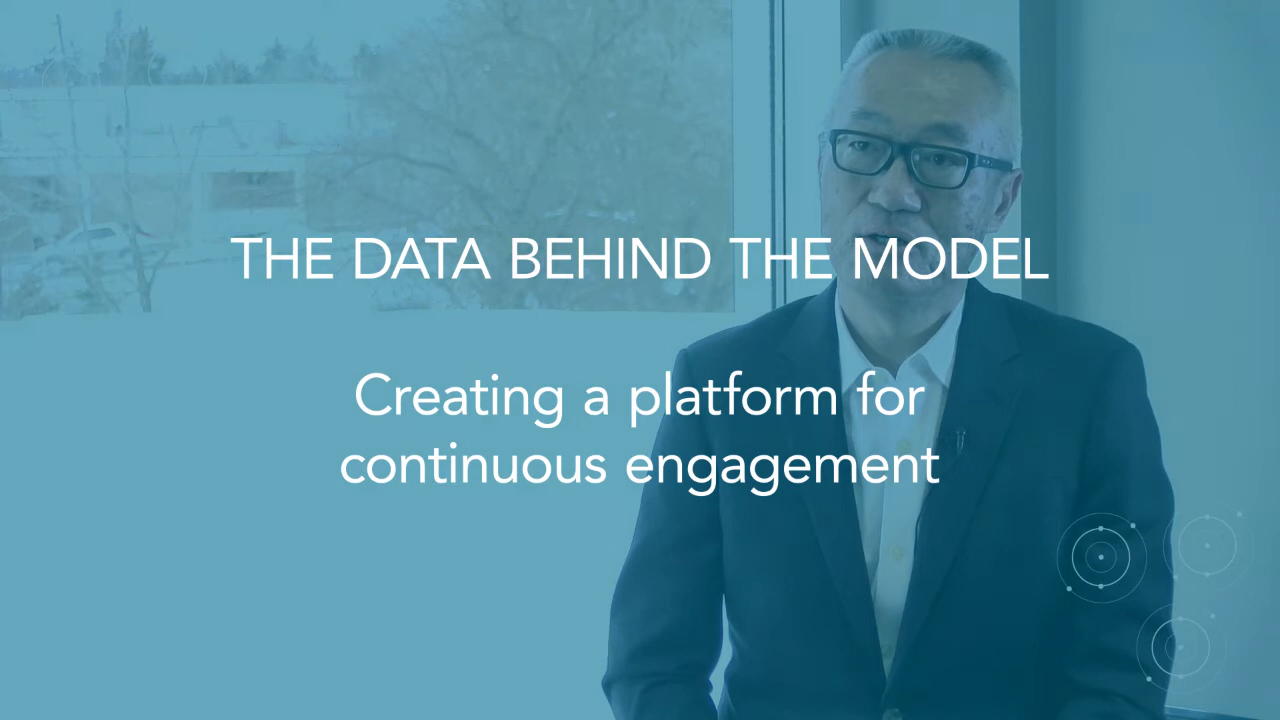 THE DATA BEHIND THE MODEL
Creating a platform for
continuous engagement